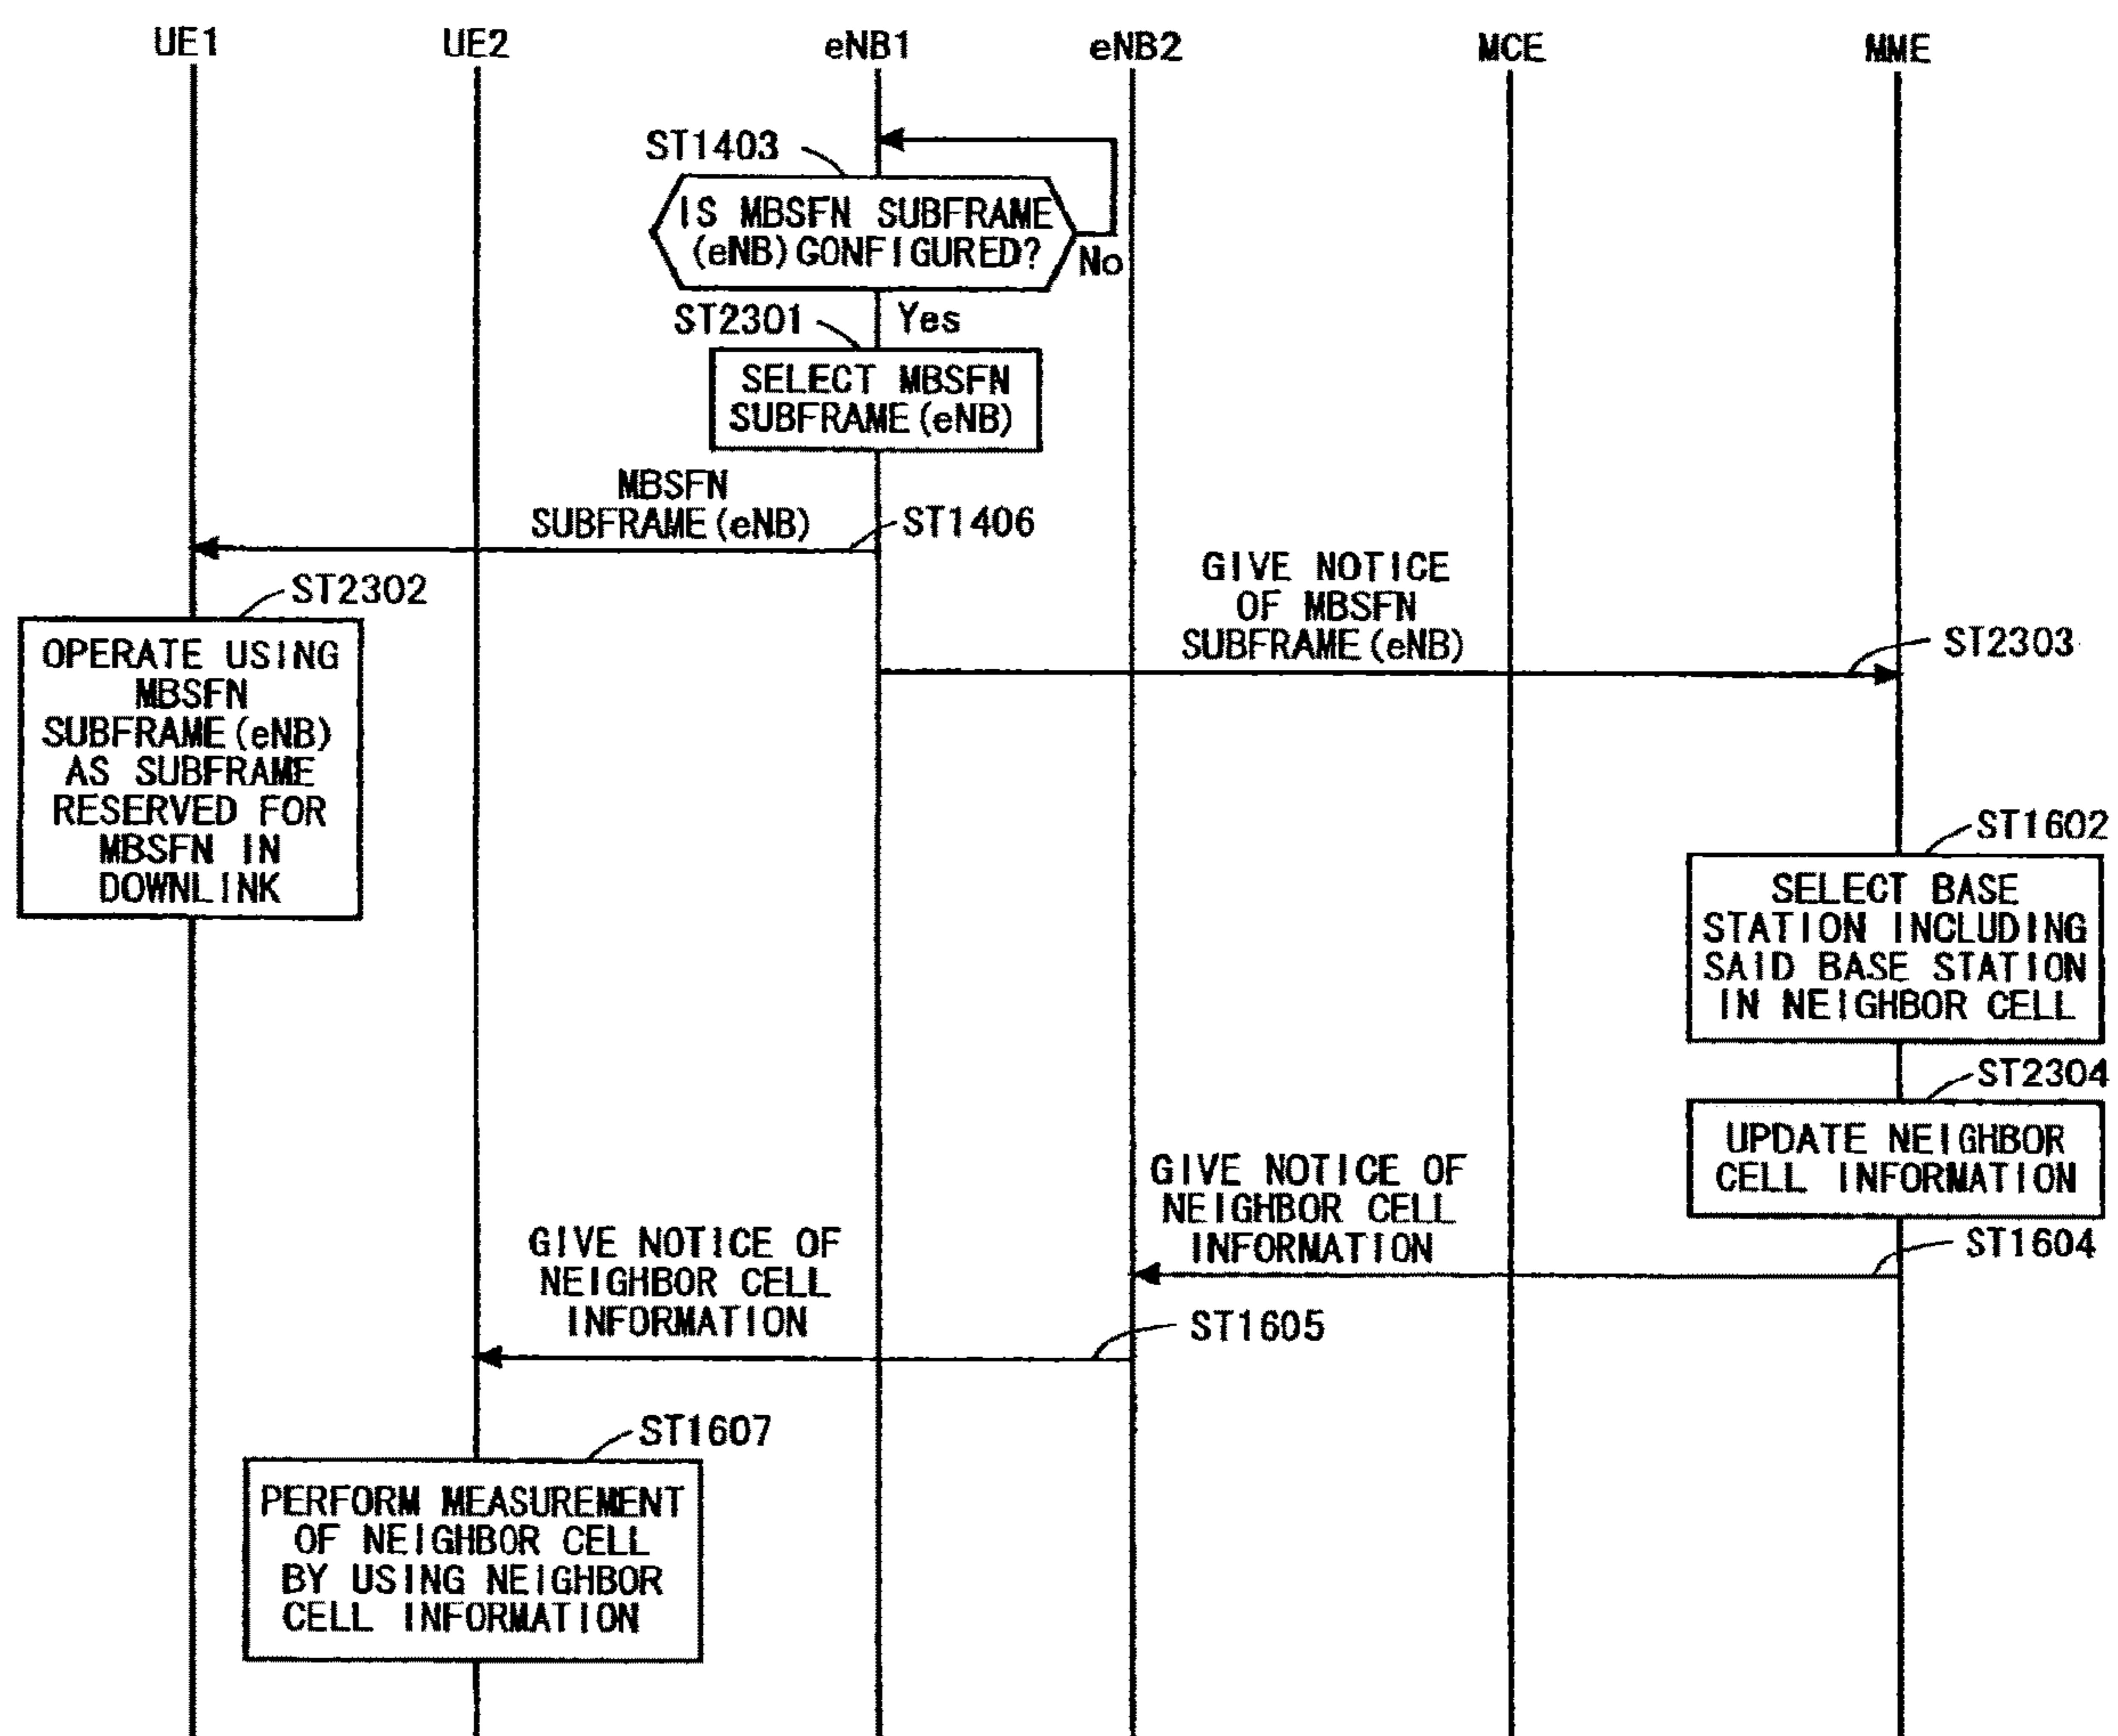 UE1
UE2
eNB1
eNB2
MCE
MME
ST1403
IS MBSFN SUBFRAME
(eNB) GONFIGURED?
No
ST2301
Yes
SELECT MBSFN
SUBFRAME (eNB)
MBSFN
SUBFRAME (eNB)
ST1406
ST2302
OPERATE USING
MBSFN
SUBFRAME (eNB)
AS SUBFRAME
RESERVED FOR
MBSFN IN
DOWNLINK
GIVE NOTICE
OF MBSFN
SUBFRAME (eNB)
ST2303
ST1602
SELECT BASE
STATION INCLUDING
SAID BASE STATION
IN NEIGHBOR CELL
ST2304
UPDATE NEIGHBOR
CELL INFORMATION
GIVE NOTICE OF
NEIGHBOR CELL
INFORMATION
ST1604
GIVE NOTICE OF
NEIGHBOR CELL
INFORMATION
ST1605
ST1607
PERFORM MEASUREMENT
OF NEIGHBOR CELL
BY USING NEIGHBOR
CELL INFORMATION